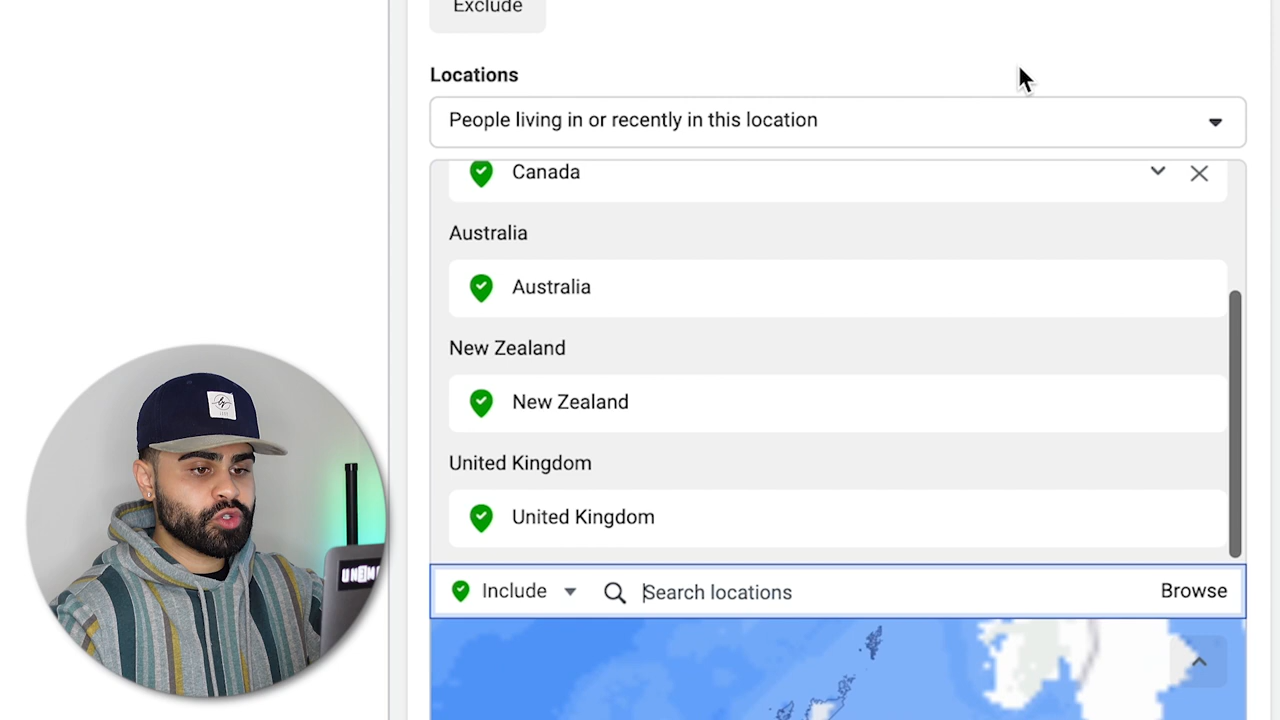 Exclude
Locations
People living in or recently in this location
Canada
Australia
Australia
New Zealand
New Zealand
United Kingdom
United Kingdom
Include
Search locations
Browse